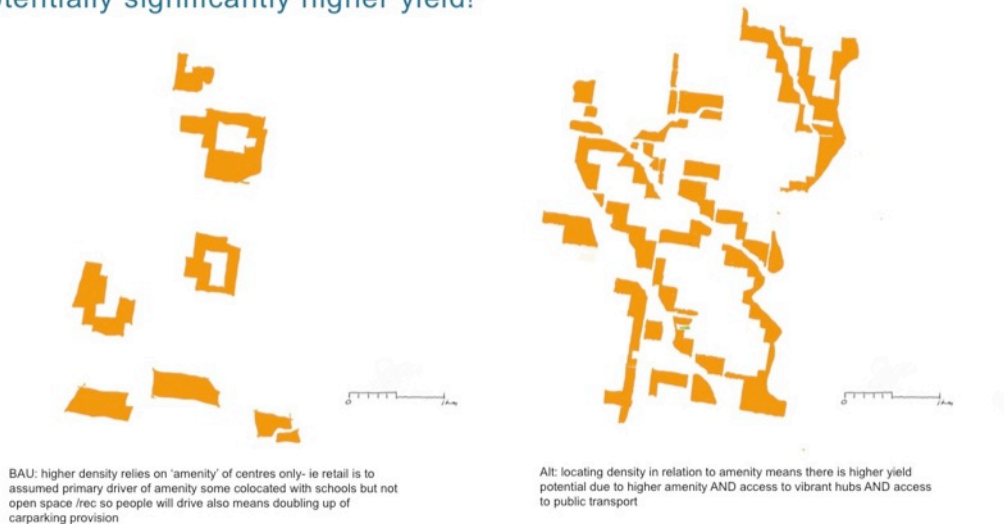 significantly higher yield!
BAU: higher density relies on 'amenity' of centres only- ie retail is to
assumed primary driver of amenity some colocated with schools but not
open space /rec so people will drive also means doubling up of
carparking provision
Alt: locating density in relation to amenity means there is higher yield
potential due to higher amenity AND access to vibrant hubs AND access
to public transport